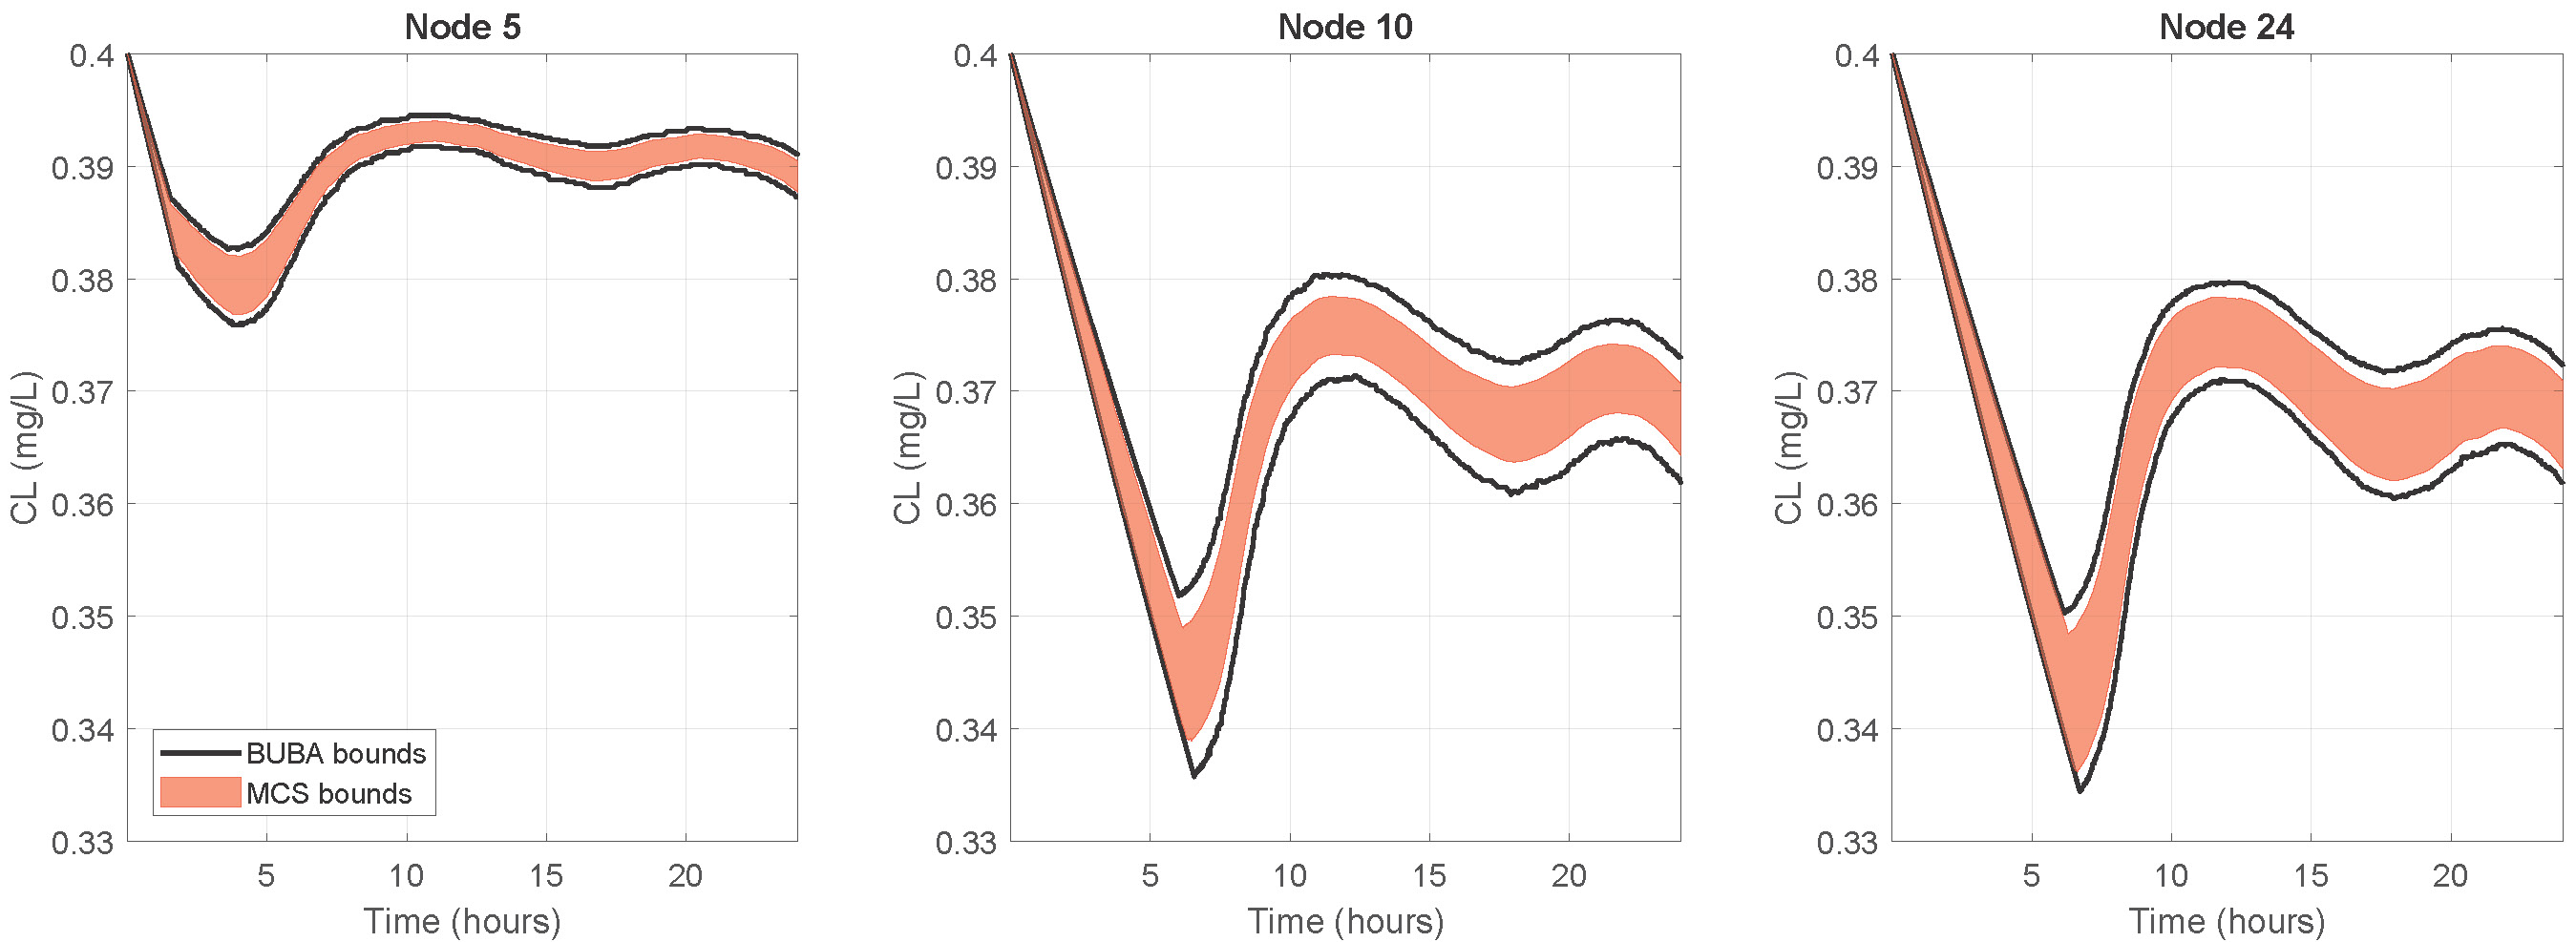 Node 5
0.4
0.39
0.38
0.37
0.36
0.35
0.34
0.33
CL (mg/L)
BUBA bounds
MCS bounds
5 10 15 20
Time (hours)
Node 10
0.4
0.39
0.38
0.37
0.36
0.35
0.34
0.33
CL (mg/L)
5 10 15 20
Time (hours)
Node 24
0.4
0.39
0.38
0.37
0.36
0.35
0.34
0.33
CL (mg/L)
5 10 15 20
Time (hours)